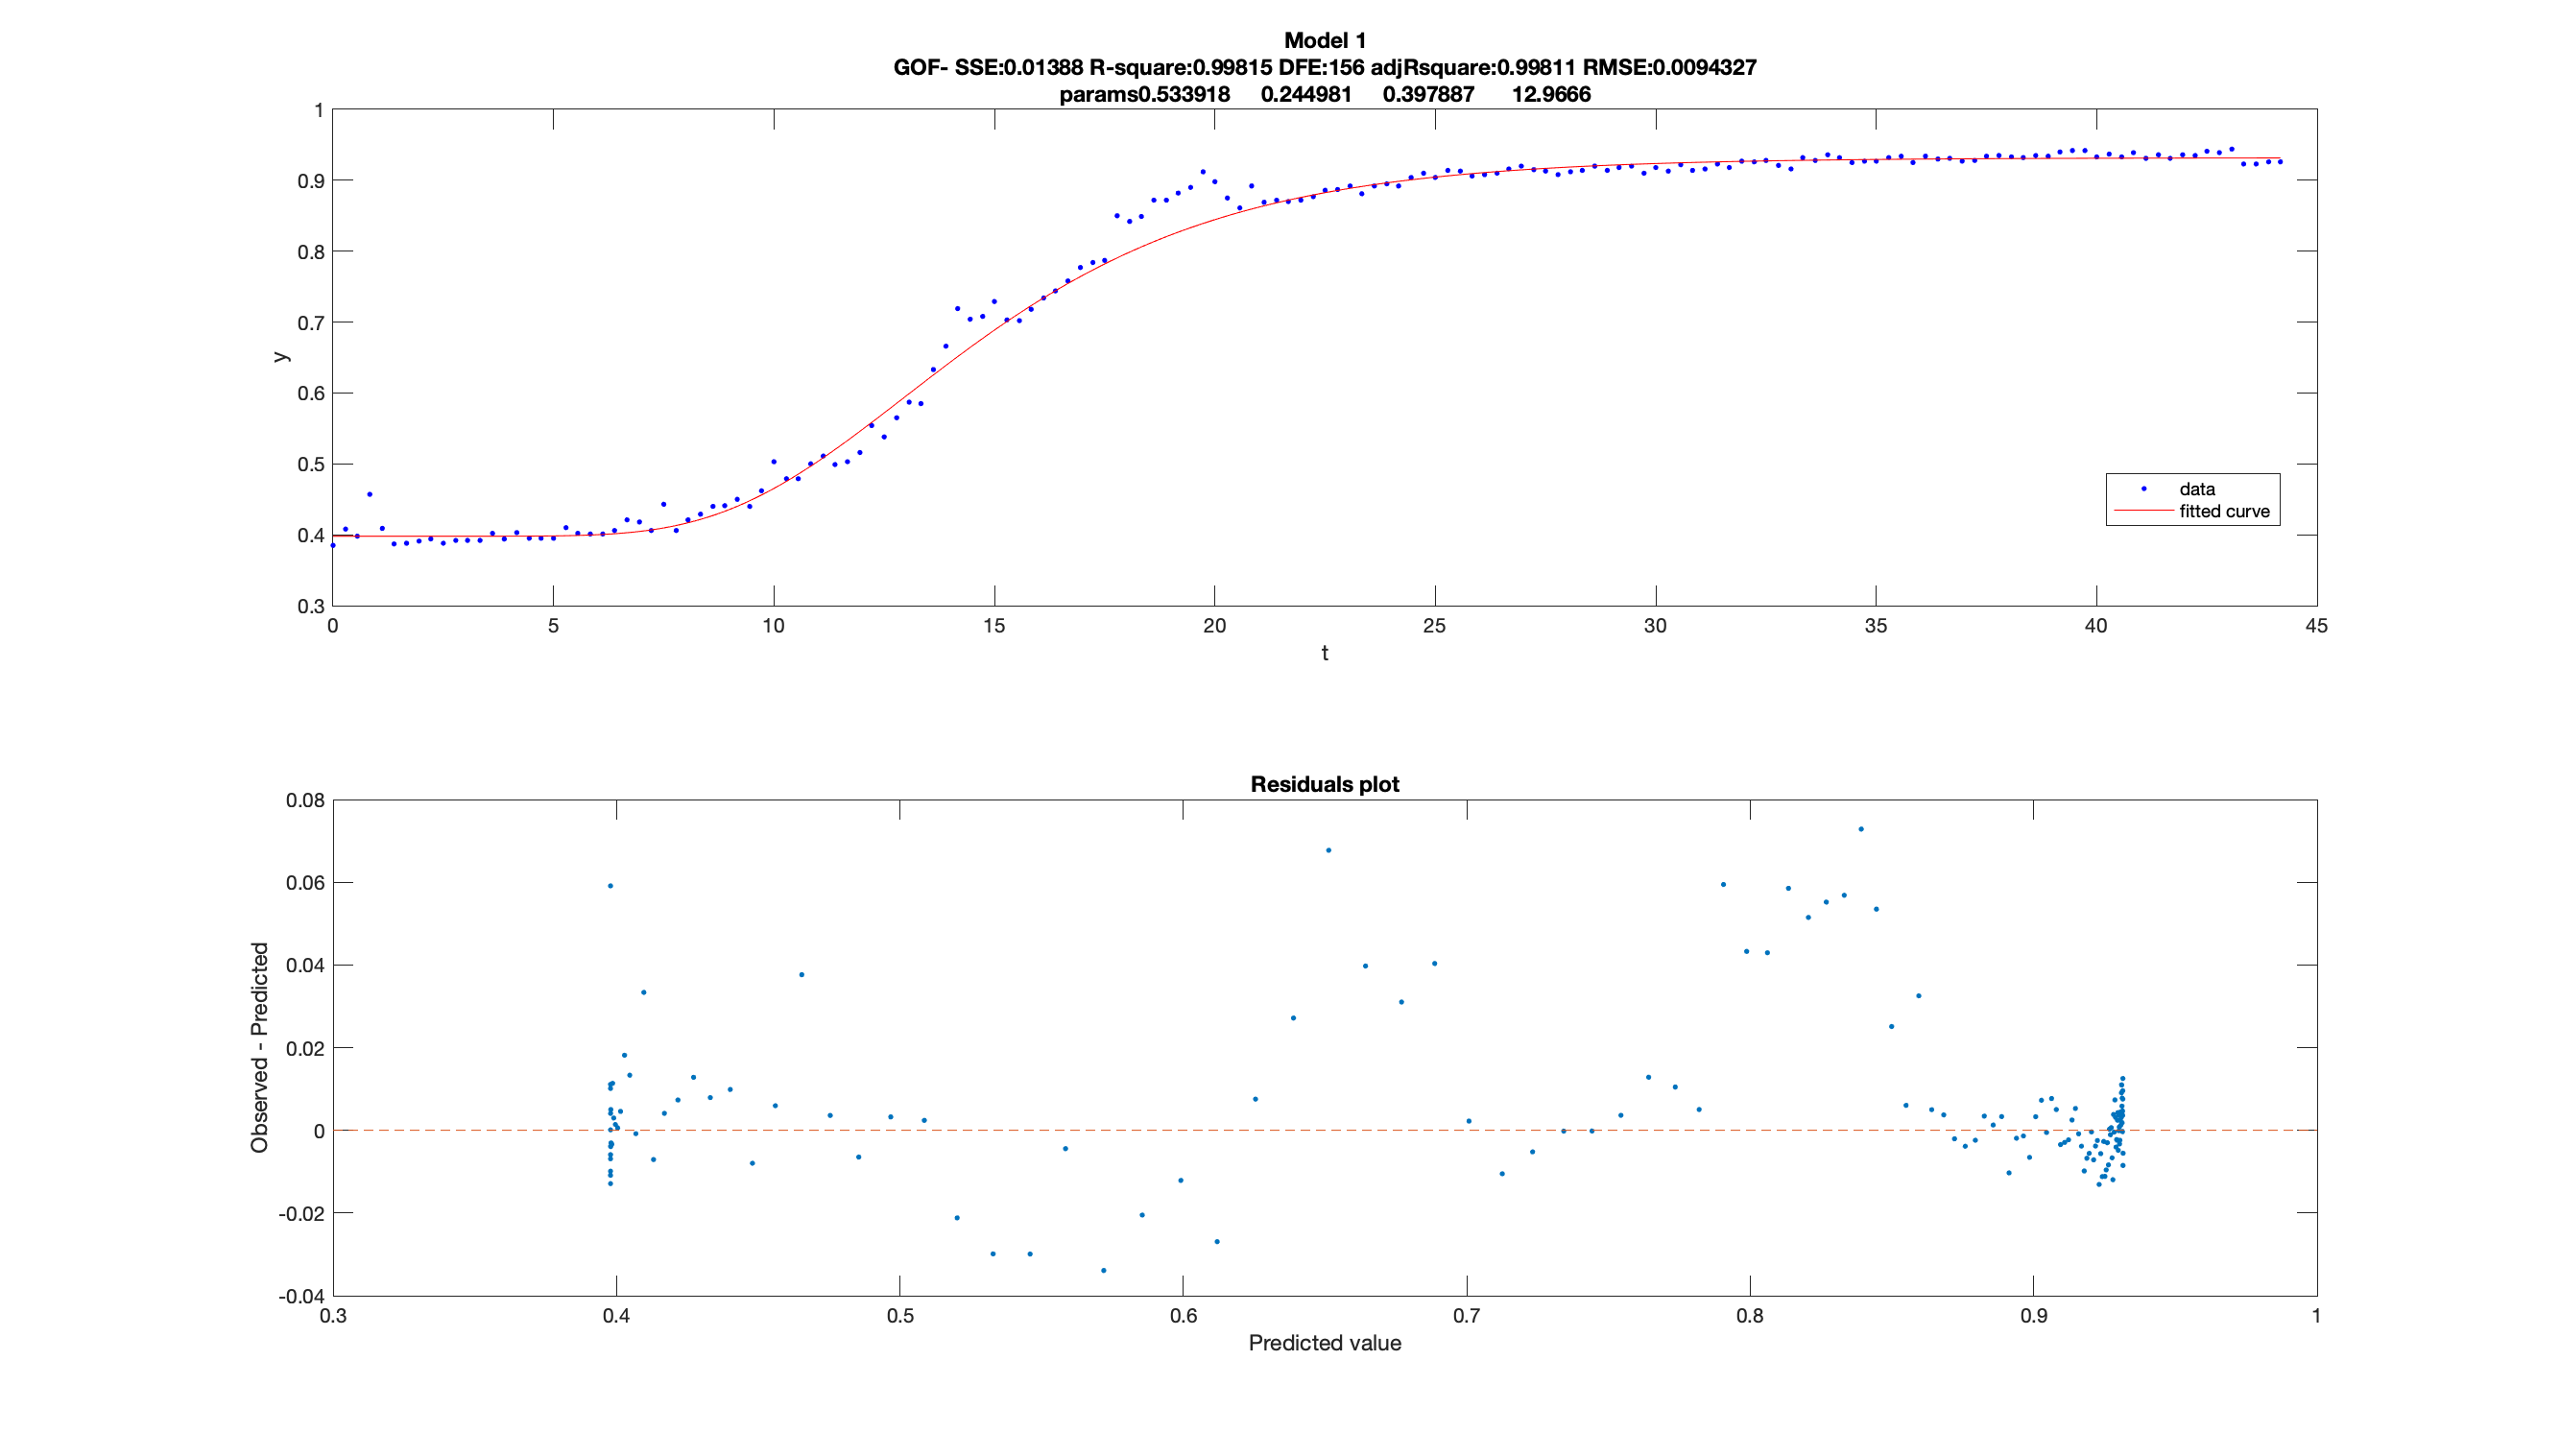 Model 1
GOF- SSE:0.01388 R-square:0.99815 DFE:156 adjRsquare:0.99811 RMSE:0.0094327
params0.533918 0.244981 0.397887 12.9666
1
0.9
0.8
0.7
0.6
0.5
0.4
0.3
y
data
fitted curve
0 5 10 15 20 25 30 35 40 45
t
Residuals plot
0.08
0.06
0.04
0.02
0
-0.02
-0.04
Observed - Predicted
0.3 0.4 0.5 0.6 0.7 0.8 0.9 1
Predicted value